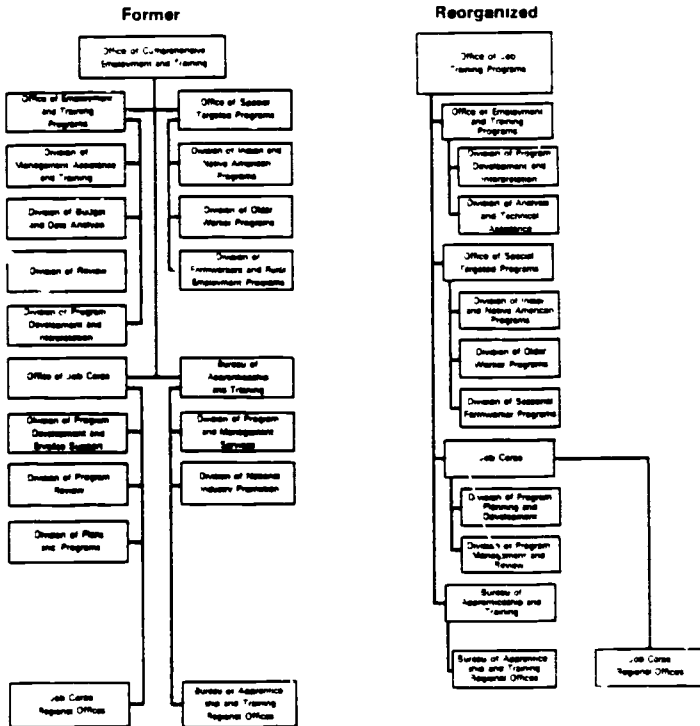 Former
Office of Comprehensive
Employment and Training
Office of Employment
and Training
Programs
Office of Special
Targeted Programs
Division of
Management Assistance
and Training
Division of Indian and
Native American
Programs
Division of Budget
and Data Analysis
Division of Older
Worker Programs
Division of Review
Division of
Farmworkers and Rural
Employment Programs
Division of Program
Development and
Interpretation
Office of Job Corps
Bureau of
Apprenticeship
and Training
Division of Program
Development and
Support
Division of Program
and Management
Services
Division of Program
Review
Division of National
Industry Promotion
Division of Plans
and Programs
Job Corps
Regional Offices
Bureau of Apprentice
ship and Training
Regional Offices
Reorganized
Office of Job
Training Programs
Office of Employment
and Training
Programs
Division of Program
Development and
Interpretation
Division of Analysis
and Technical
Assistance
Office of Special
Targeted Programs
Division of Indian
and Native American
Programs
Division of Older
Worker Programs
Division of Seasonal
Farmworker Programs
Job Corps
Division of Program
Planning and
Development
Division of Program
Management and
Review
Bureau of
Apprenticeship and
Training
Bureau of Apprentice
ship and Training
Regional Offices
Job Corps
Regional Offices